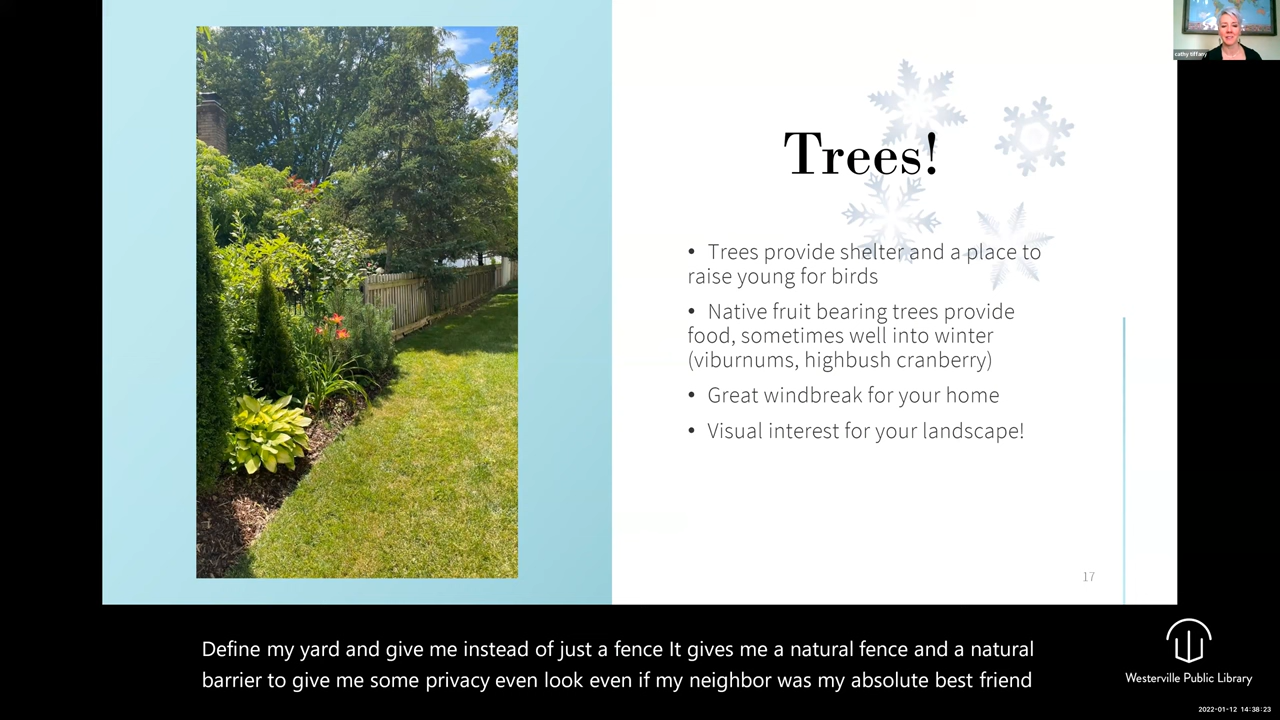 cathy tiffany
Trees!
• Trees provide shelter and a place to
raise young for birds
• Native fruit bearing trees provide
food, sometimes well into winter
(viburnums, highbush cranberry)
• Great windbreak for your home
• Visual interest for your landscape!
17
Define my yard and give me instead of just a fence It gives me a natural fence and a natural
barrier to give me some privacy even look even if my neighbor was my absolute best friend
Westerville Public Library
2022-01-12 14:38:23